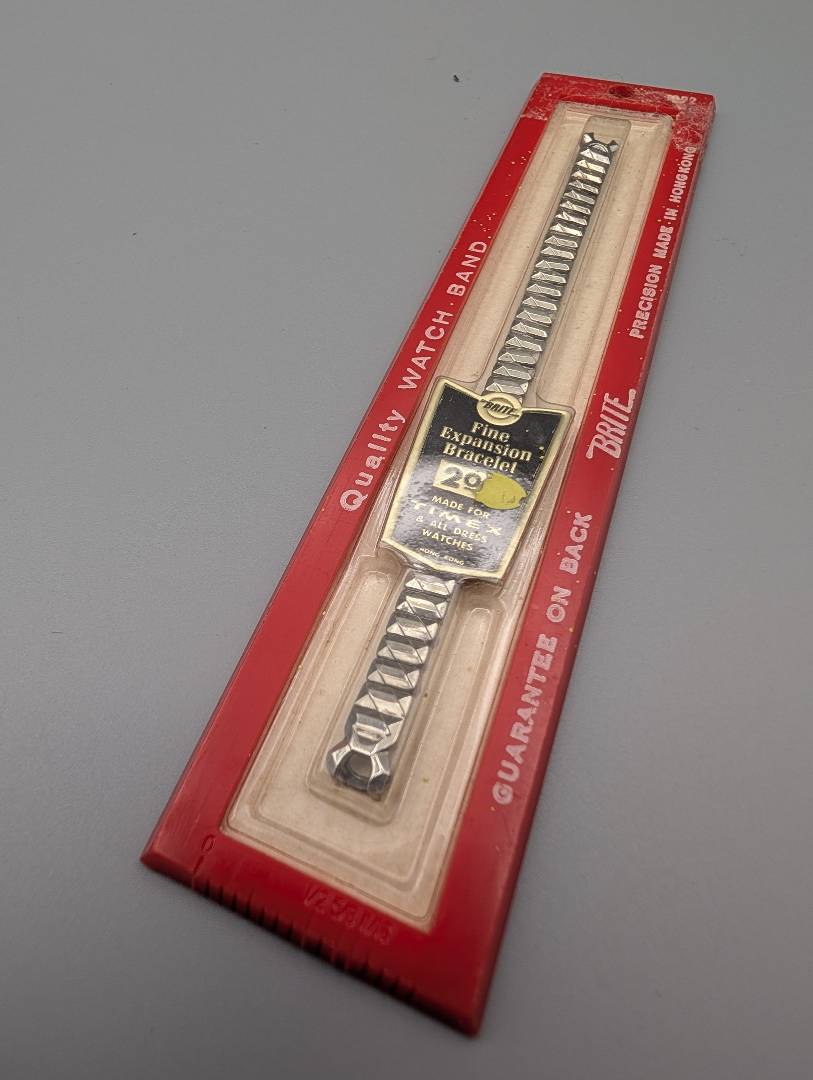 Quality WATCH BAND
PRECISION MADE IN HONG KONG
BRITE
GUARANTEE ON BACK
BRITE
Fine
Expansion
Bracelet
MADE FOR
TIMEX
& ALL DRESS
WATCHES
HONG KONG
0